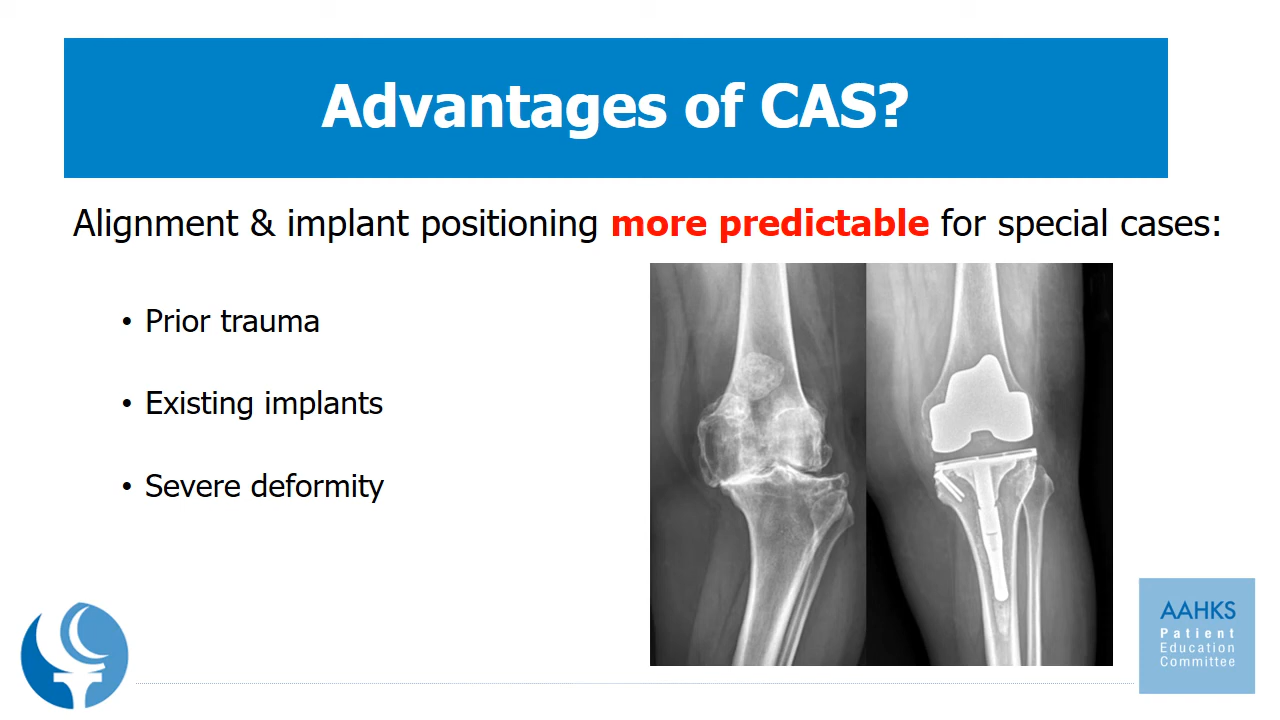 Advantages of CAS?
Alignment & implant positioning more predictable for special cases:
• Prior trauma
• Existing implants
• Severe deformity
AAHKS
Patient
Education
Committee